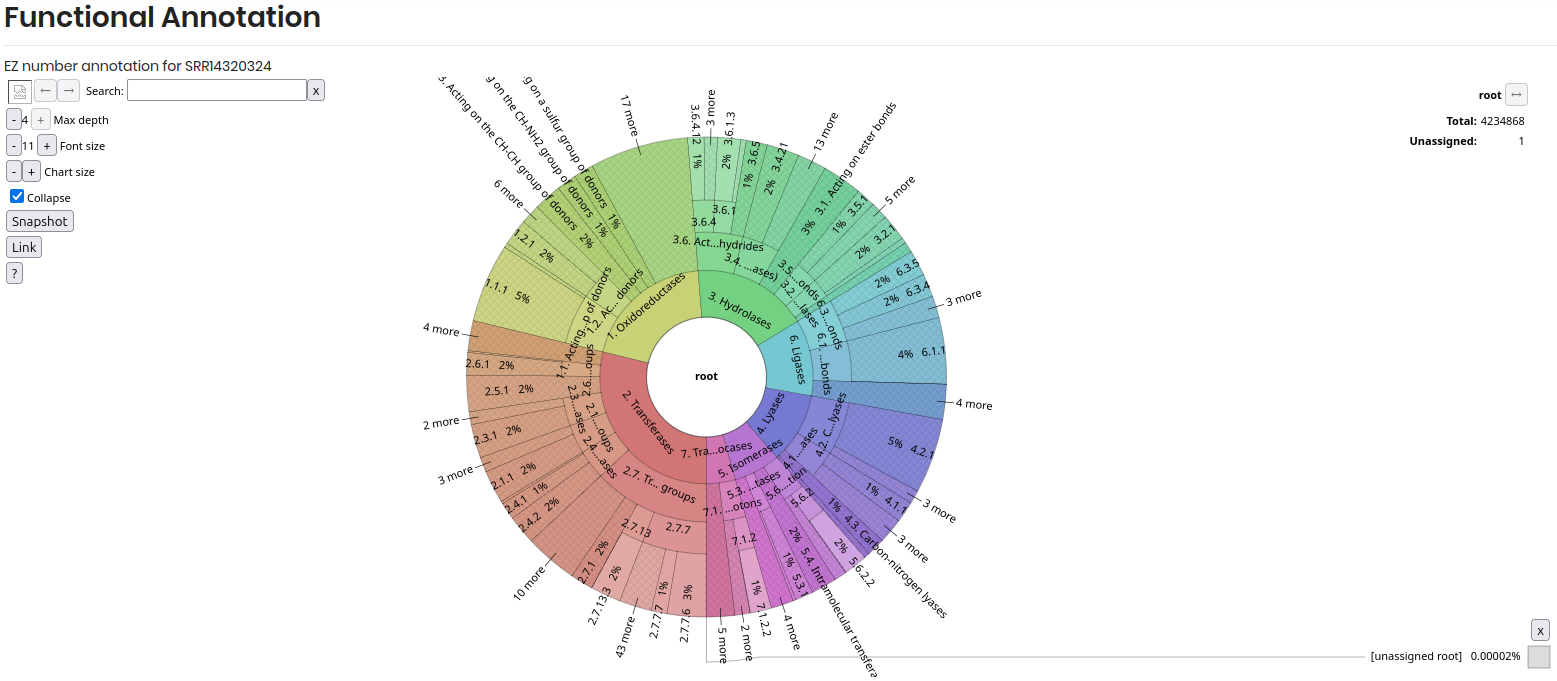 Functional Annotation
EZ number annotation for SRR14320324
← → Search: x
- 4 + Max depth
- 11 + Font size
- + Chart size
Collapse
Snapshot
Link
?
root ↔
Total: 4234868
Unassigned: 1
root
1. Oxidoreductases
2. Transferases
3. Hydrolases
4. Lyases
5. Isomerases
6. Ligases
7. Tra...ocases
17 more
3.6.4.12 1%
3 more
3.6.1.3 2%
1% 3.6.5
2% 3.4.21
13 more
3% 3.1. Acting on ester bonds
1% 3.5.1
5 more
2% 3.2.1
3.6.4
3.6.1
3.6. Act...hydrides
3.4. ...ases)
3.5. ...onds
3.2. ...lases
2% 6.3.5
2% 6.3.4
3 more
4% 6.1.1
6.3. ...onds
6.1. ...bonds
4 more
5% 4.2.1
3 more
1% 4.1.1
3 more
1% 4.3. Carbon-nitrogen lyases
4.2. C...lyases
4.1. ...ases
2% 5.6.2.2
5.6.2
5.6. ...tion
5.3. ...tases
2% 5.4. Intramolecular transfera
1% 5.3.1
4 more
1% 7.1.2.2
7.1.2
7.1. ...otons
2 more
5 more
3% 2.7.7.6
1% 2.7.7.7
43 more
2% 2.7.13.3
2.7.1 2%
2.7.7
2.7.13
2.7. Tr... groups
10 more
2.4.2 2%
2.4.1 1%
2.1.1 2%
3 more
2.3.1 2%
2 more
2.5.1 2%
2.6.1 2%
4 more
2.4. ...ases
2.1. ...oups
2.3. ...ases
2.6. ...oups
1.1.1 5%
1.2.1 2%
6 more
3. Acting on the CH-CH group of donors 2%
g on the CH-NH2 group of donors 1%
g on a sulfur group of donors 1%
1.1. Acting...p of donors
1.2. Ac... donors
x
[unassigned root] 0.00002%